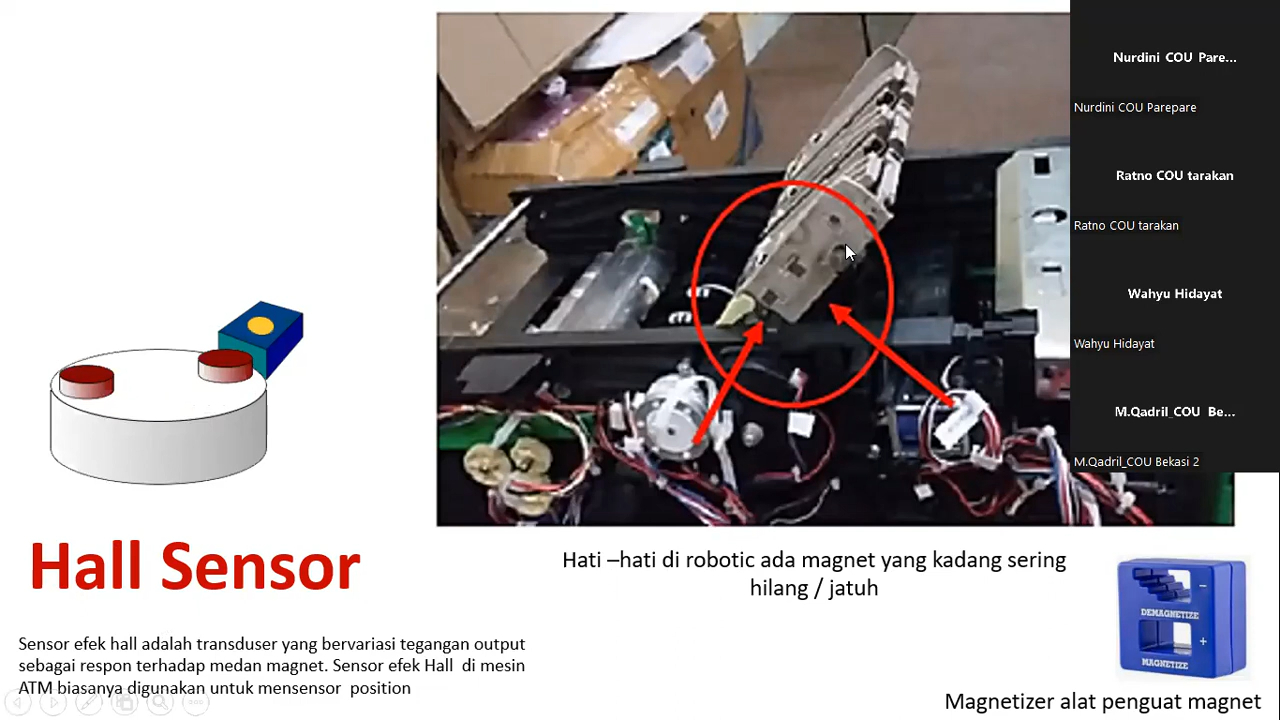 Nurdini COU Pare...
Nurdini COU Parepare
Ratno COU tarakan
Ratno COU tarakan
Wahyu Hidayat
Wahyu Hidayat
M.Qadril_COU Be...
M.Qadril_COU Bekasi 2
Hall Sensor
Sensor efek hall adalah transduser yang bervariasi tegangan output
sebagai respon terhadap medan magnet. Sensor efek Hall di mesin
ATM biasanya digunakan untuk mensensor position
Hati –hati di robotic ada magnet yang kadang sering
hilang / jatuh
DEMAGNETIZE
MAGNETIZE
Magnetizer alat penguat magnet